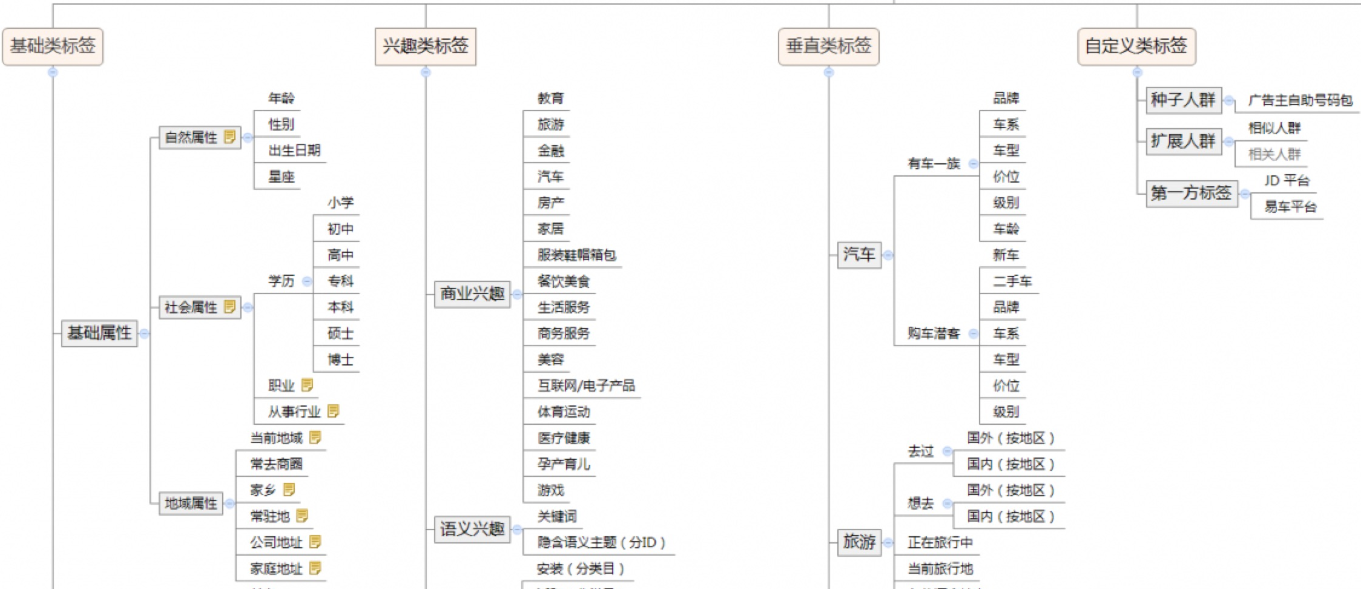 基础类标签
兴趣类标签
垂直类标签
自定义类标签
基础属性
自然属性
年龄
性别
出生日期
星座
社会属性
学历
小学
初中
高中
专科
本科
硕士
博士
职业
从事行业
地域属性
当前地域
常去商圈
家乡
常驻地
公司地址
家庭地址
商业兴趣
教育
旅游
金融
汽车
房产
家居
服装鞋帽箱包
餐饮美食
生活服务
商务服务
美容
互联网/电子产品
体育运动
医疗健康
孕产育儿
游戏
语义兴趣
关键词
隐含语义主题（分ID）
安装（分类目）
汽车
有车一族
品牌
车系
车型
价位
级别
车龄
购车潜客
新车
二手车
品牌
车系
车型
价位
级别
旅游
去过
国外（按地区）
国内（按地区）
想去
国外（按地区）
国内（按地区）
正在旅行中
当前旅行地
种子人群
广告主自助号码包
扩展人群
相似人群
相关人群
第一方标签
JD 平台
易车平台